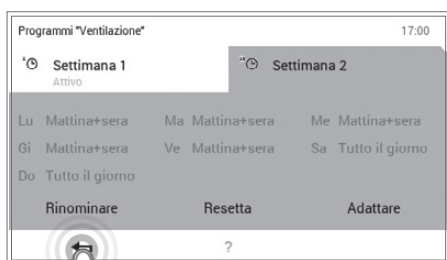 Programmi "Ventilazione" 17:00
Settimana 1 Settimana 2
Attivo
Lu Mattina+sera Ma Mattina+sera Me Mattina+sera
Gi Mattina+sera Ve Mattina+sera Sa Tutto il giorno
Do Tutto il giorno
Rinominare Resetta Adattare
?